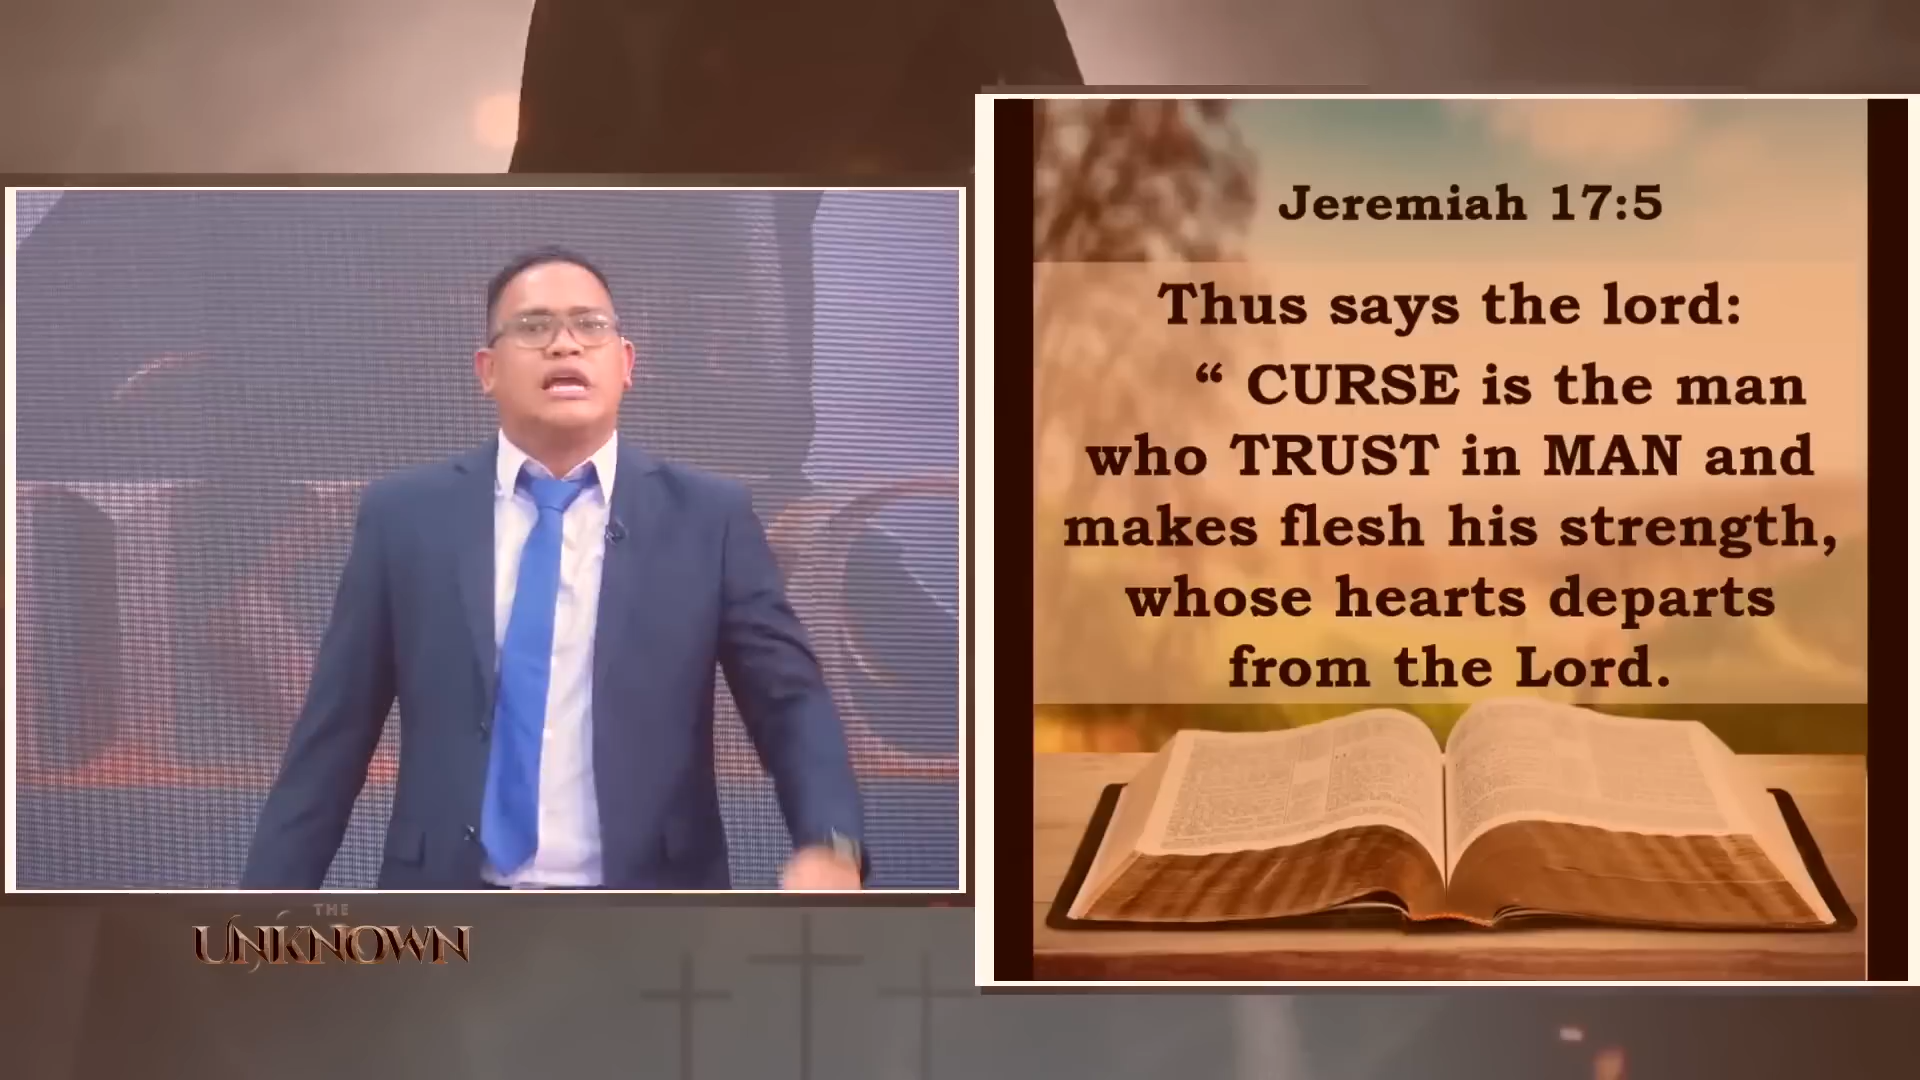 Jeremiah 17:5
Thus says the lord:
“ CURSE is the man
who TRUST in MAN and
makes flesh his strength,
whose hearts departs
from the Lord.
THE
UNKNOWN